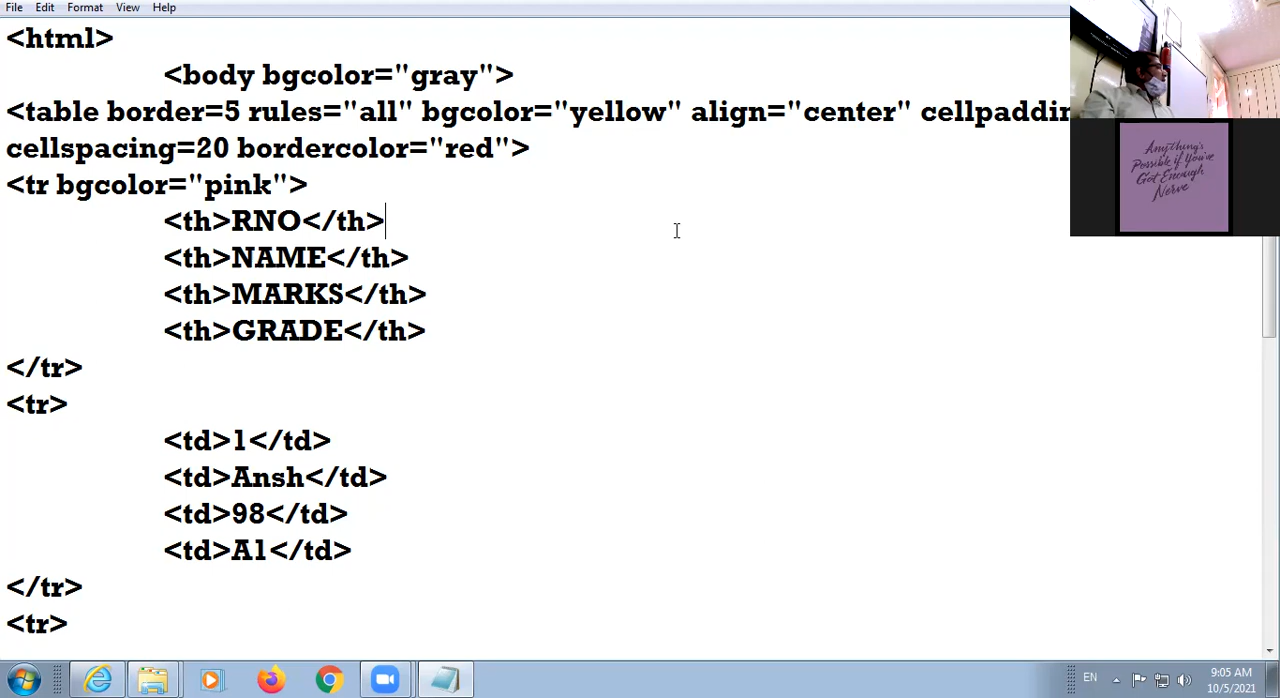 File Edit Format View Help
<html>
<body bgcolor="gray">
<table border=5 rules="all" bgcolor="yellow" align="center"
cellspacing=20 bordercolor="red">
<tr bgcolor="pink">
<th>RNO</th>
<th>NAME</th>
<th>MARKS</th>
<th>GRADE</th>
</tr>
<tr>
<td>1</td>
<td>Ansh</td>
<td>98</td>
<td>A1</td>
</tr>
<tr>
Anything's
Possible if You've
Got Enough
Nerve
EN
9:05 AM
10/5/2021